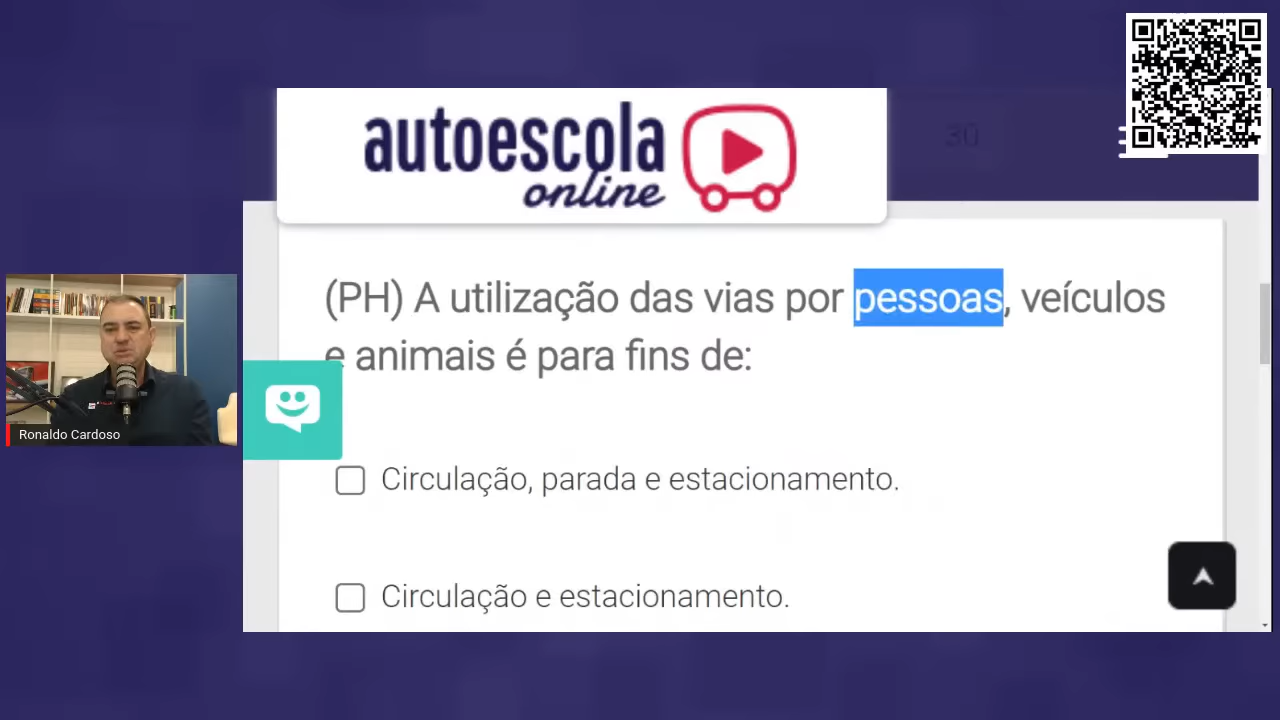 autoescola
online
30
(PH) A utilização das vias por pessoas, veículos
e animais é para fins de:
Ronaldo Cardoso
Circulação, parada e estacionamento.
Circulação e estacionamento.